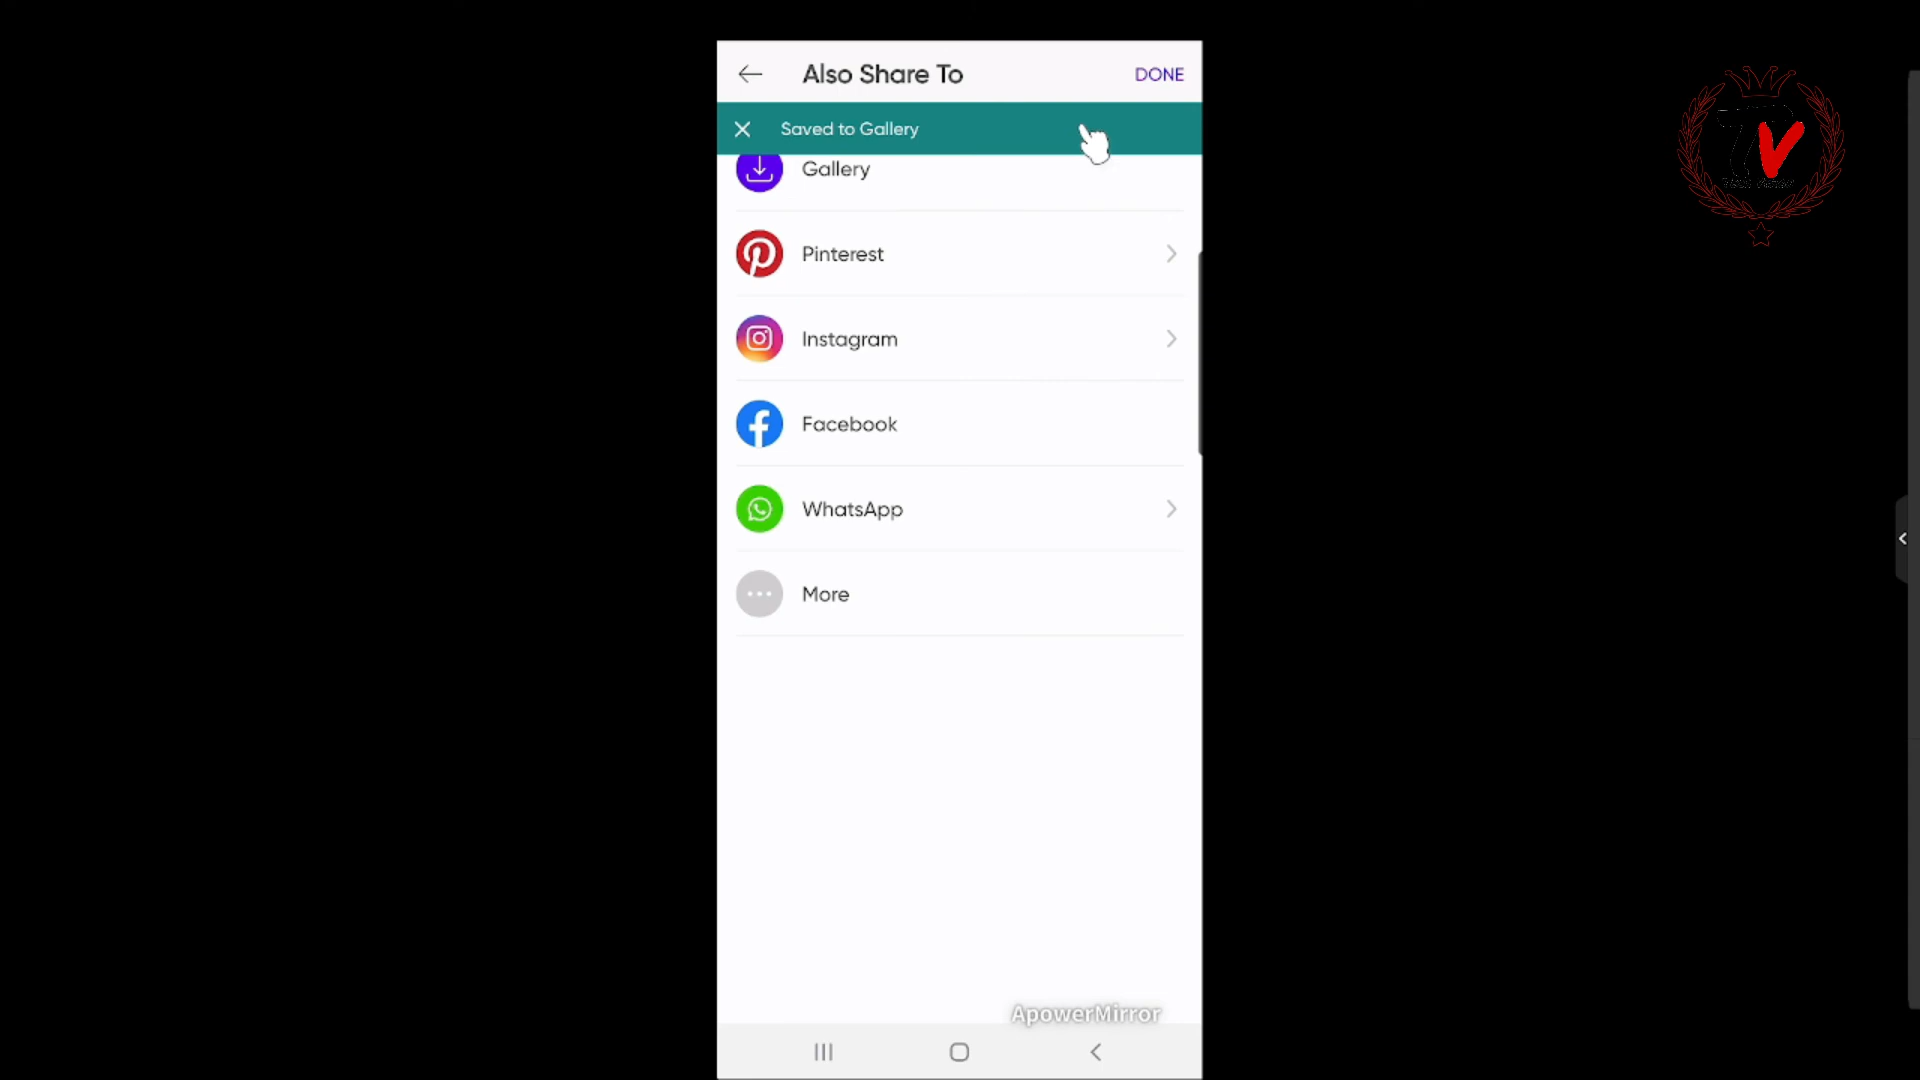 Also Share To
DONE
Saved to Gallery
Gallery
Pinterest
Instagram
Facebook
WhatsApp
More
ApowerMirror